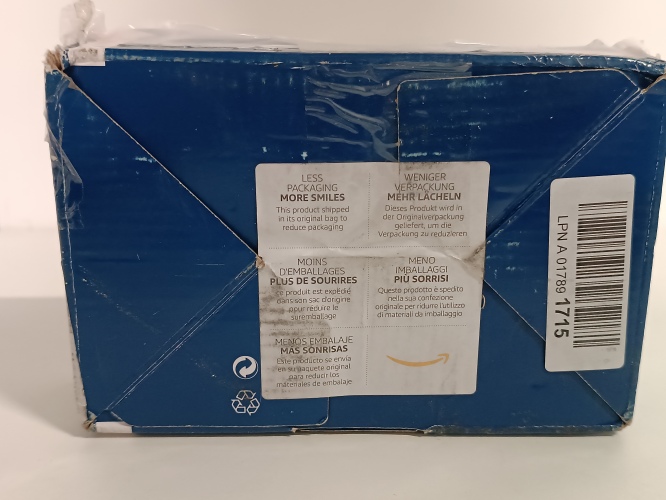 LESS
PACKAGING
MORE SMILES
This product shipped
in its original bag to
reduce packaging
WENIGER
VERPACKUNG
MEHR LÄCHELN
Dieses Produkt wird in
der Originalverpackung
geliefert, um die
Verpackung zu reduzieren
MOINS
D'EMBALLAGES
PLUS DE SOURIRES
Ce produit est expédié
dans son sac d'origine
pour réduire le
suremballage
MENO
IMBALLAGGI
PIÙ SORRISI
Questo prodotto è spedito
nella sua confezione
originale per ridurre l'utilizzo
di materiali da imballaggio
MENOS EMBALAJE
MÁS SONRISAS
Este producto se envía
en su paquete original
para reducir los
materiales de embalaje
LPN A 01789 1715